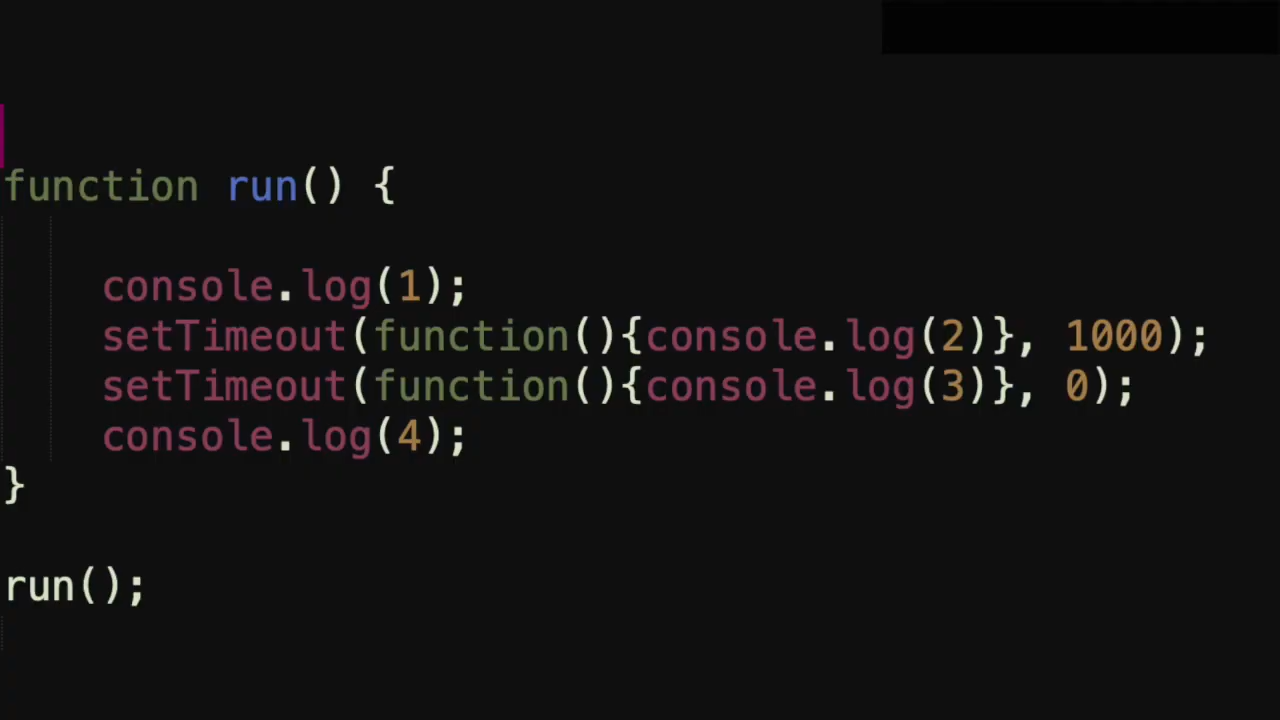 function run() {
console.log(1);
setTimeout(function(){console.log(2)}, 1000);
setTimeout(function(){console.log(3)}, 0);
console.log(4);
}
run();